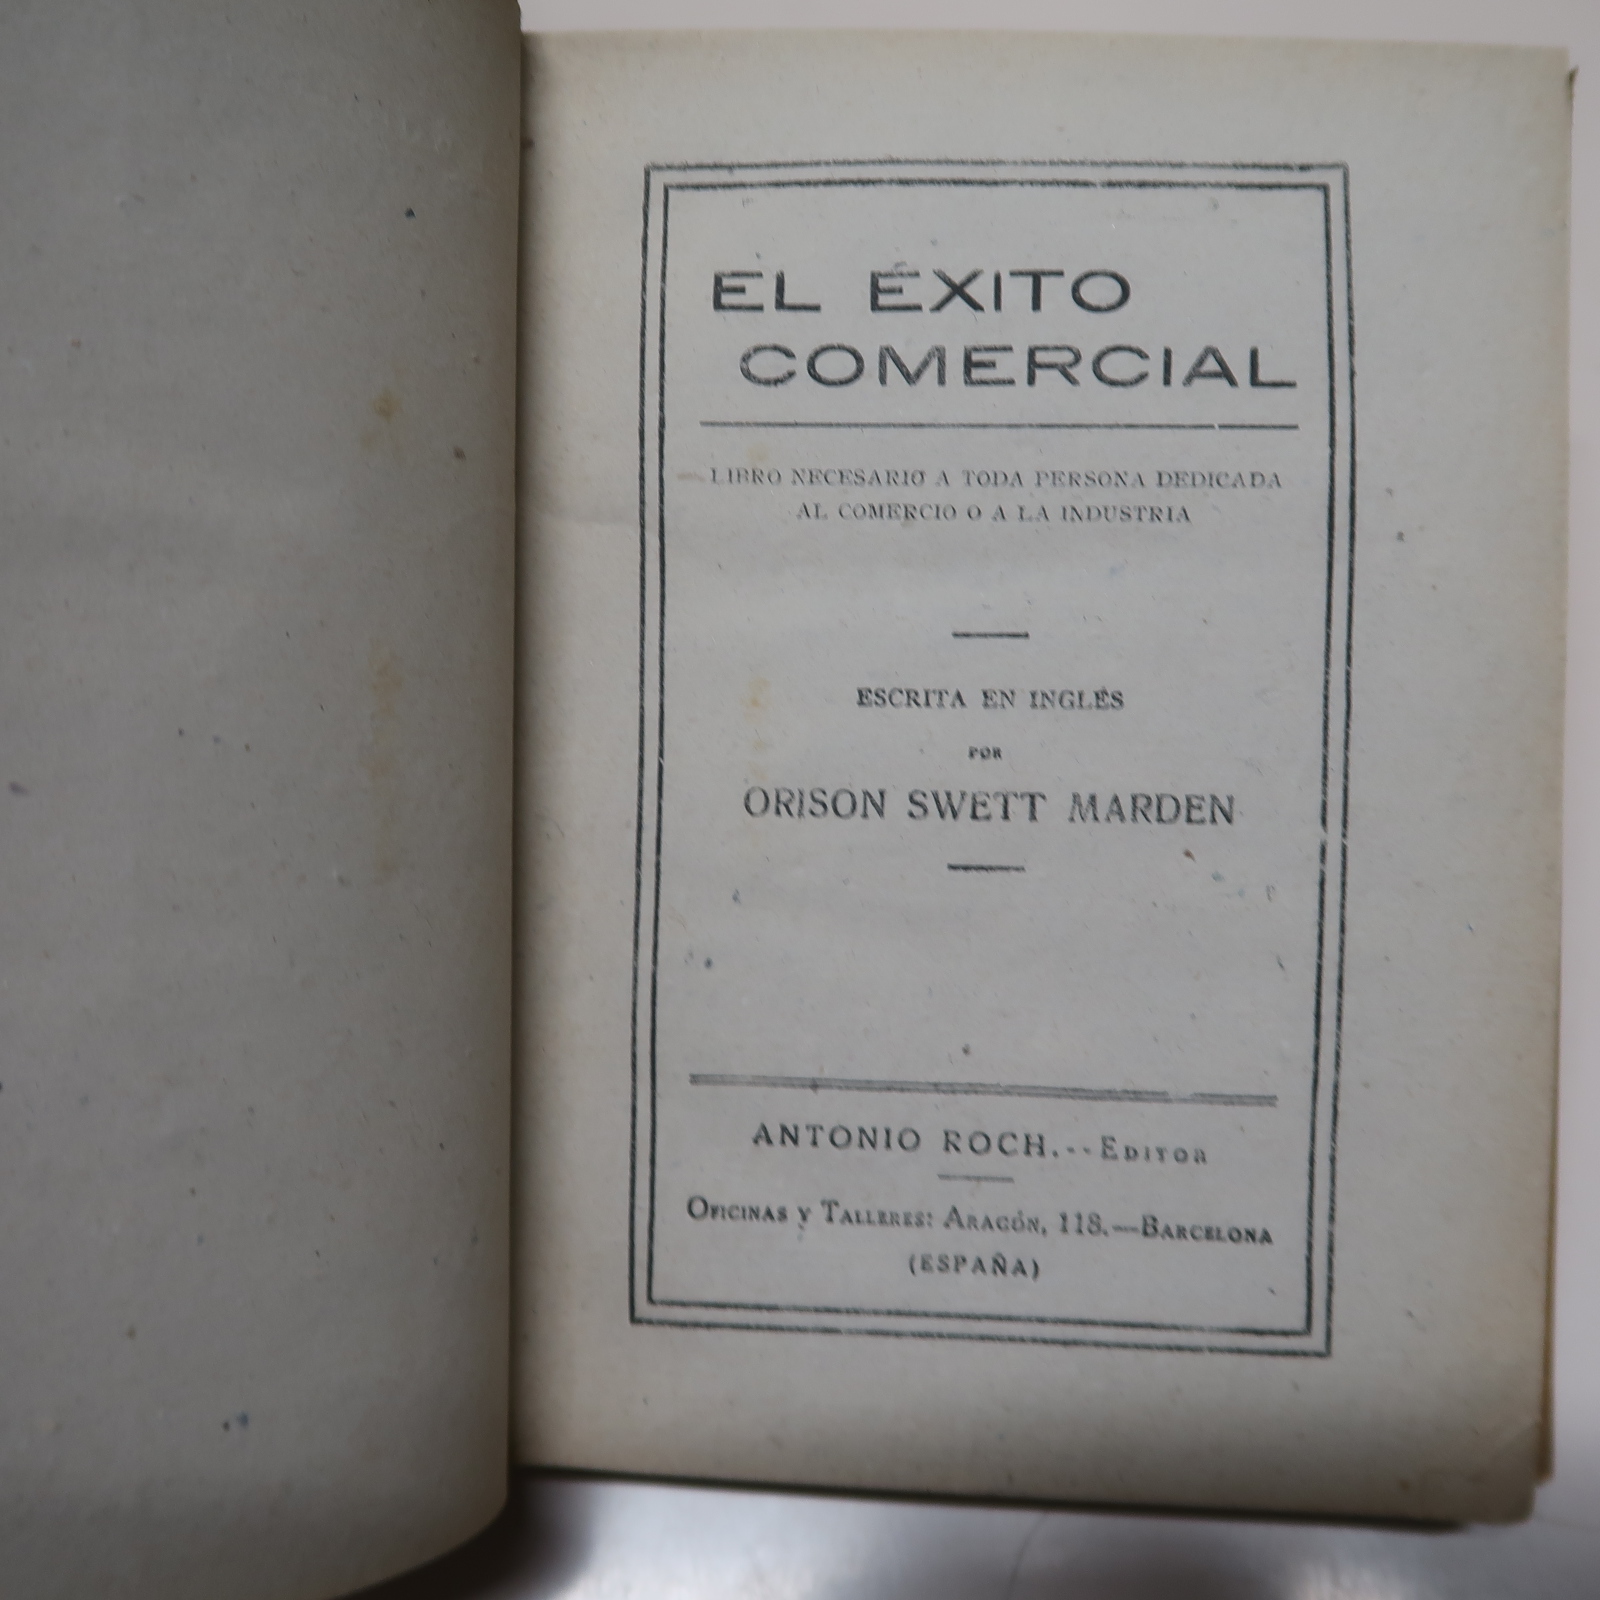 EL ÉXITO
COMERCIAL
LIBRO NECESARIO A TODA PERSONA DEDICADA
AL COMERCIO O A LA INDUSTRIA
ESCRITA EN INGLÉS
POR
ORISON SWETT MARDEN
ANTONIO ROCH.--EDITOR
OFICINAS Y TALLERES: ARAGÓN, 118.—BARCELONA
(ESPAÑA)